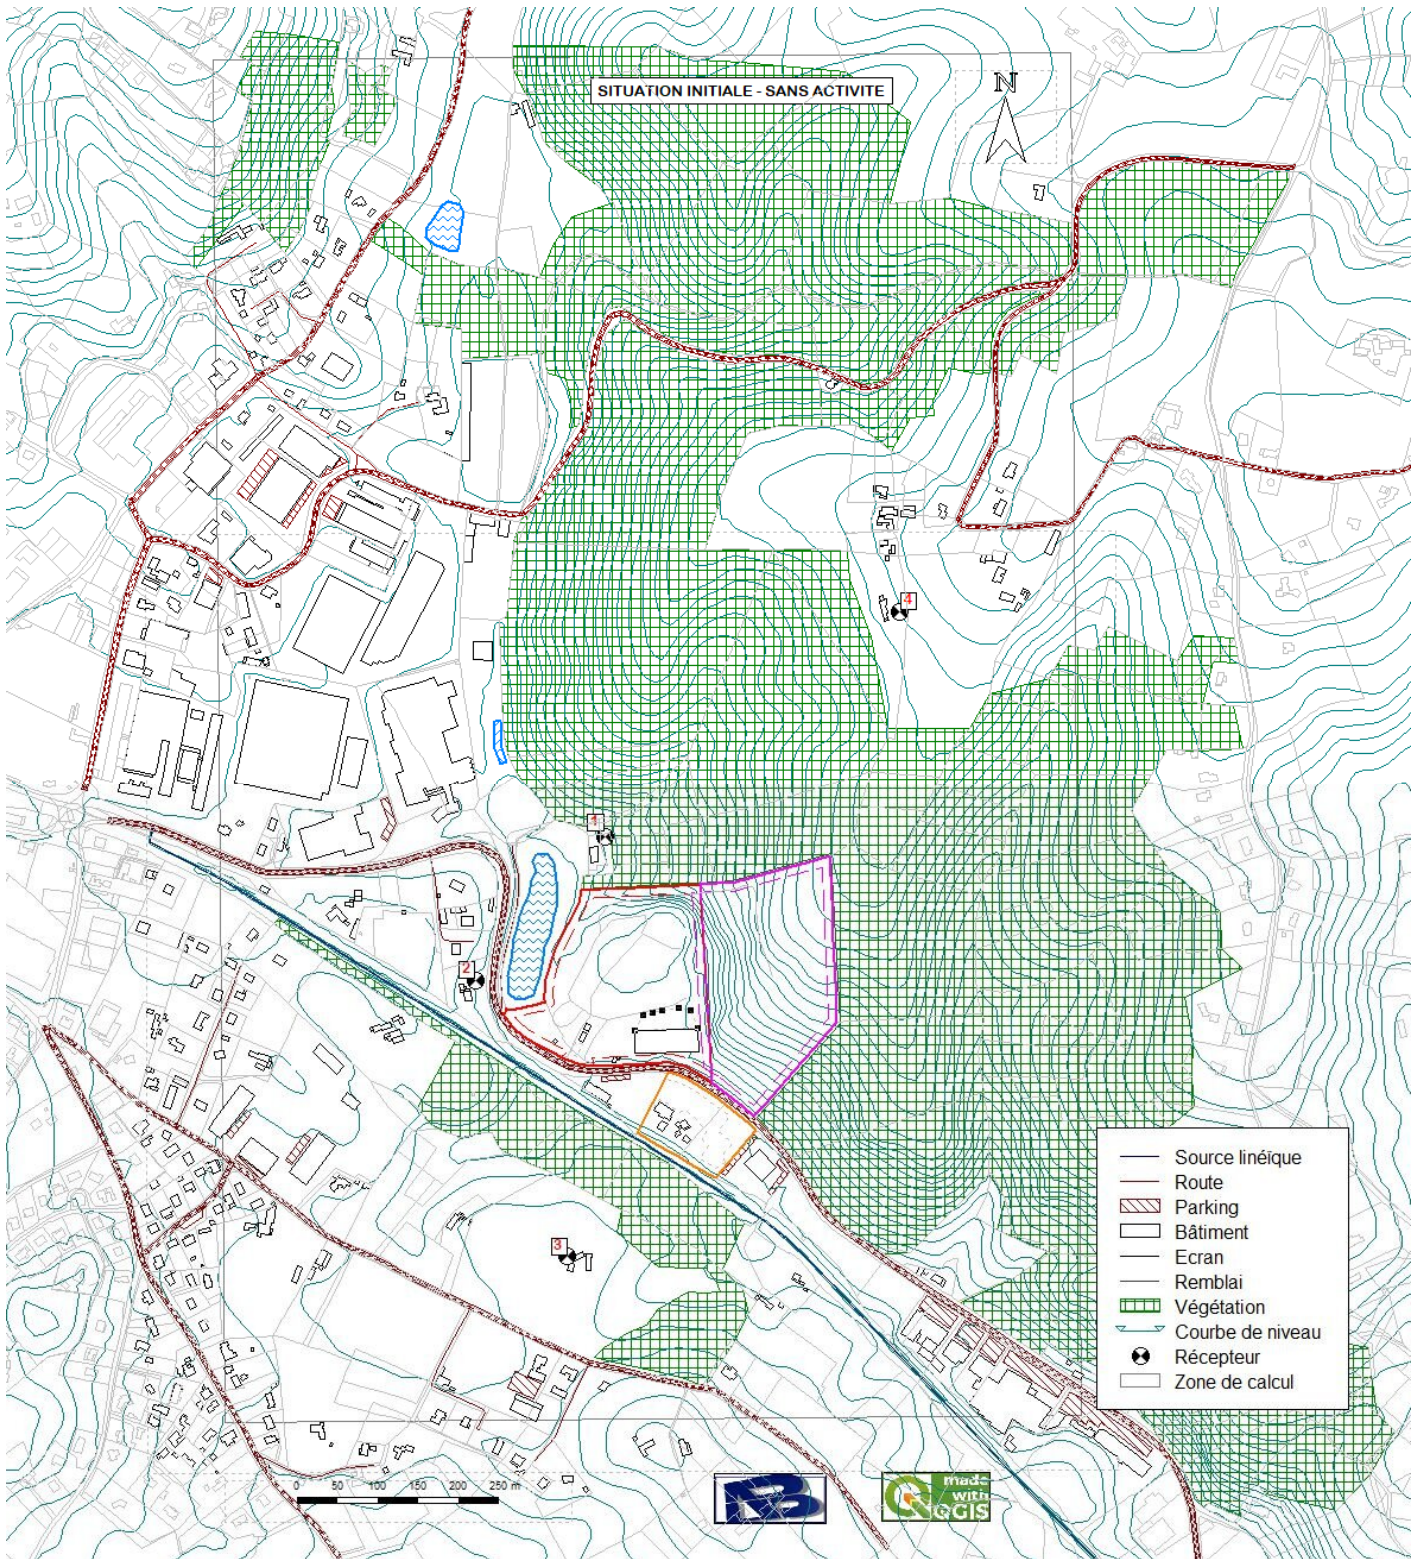 SITUATION INITIALE - SANS ACTIVITE
N
4
1
2
3
Source linéïque
Route
Parking
Bâtiment
Ecran
Remblai
Végétation
Courbe de niveau
Récepteur
Zone de calcul
0 50 100 150 200 250 m
made
with
QGIS